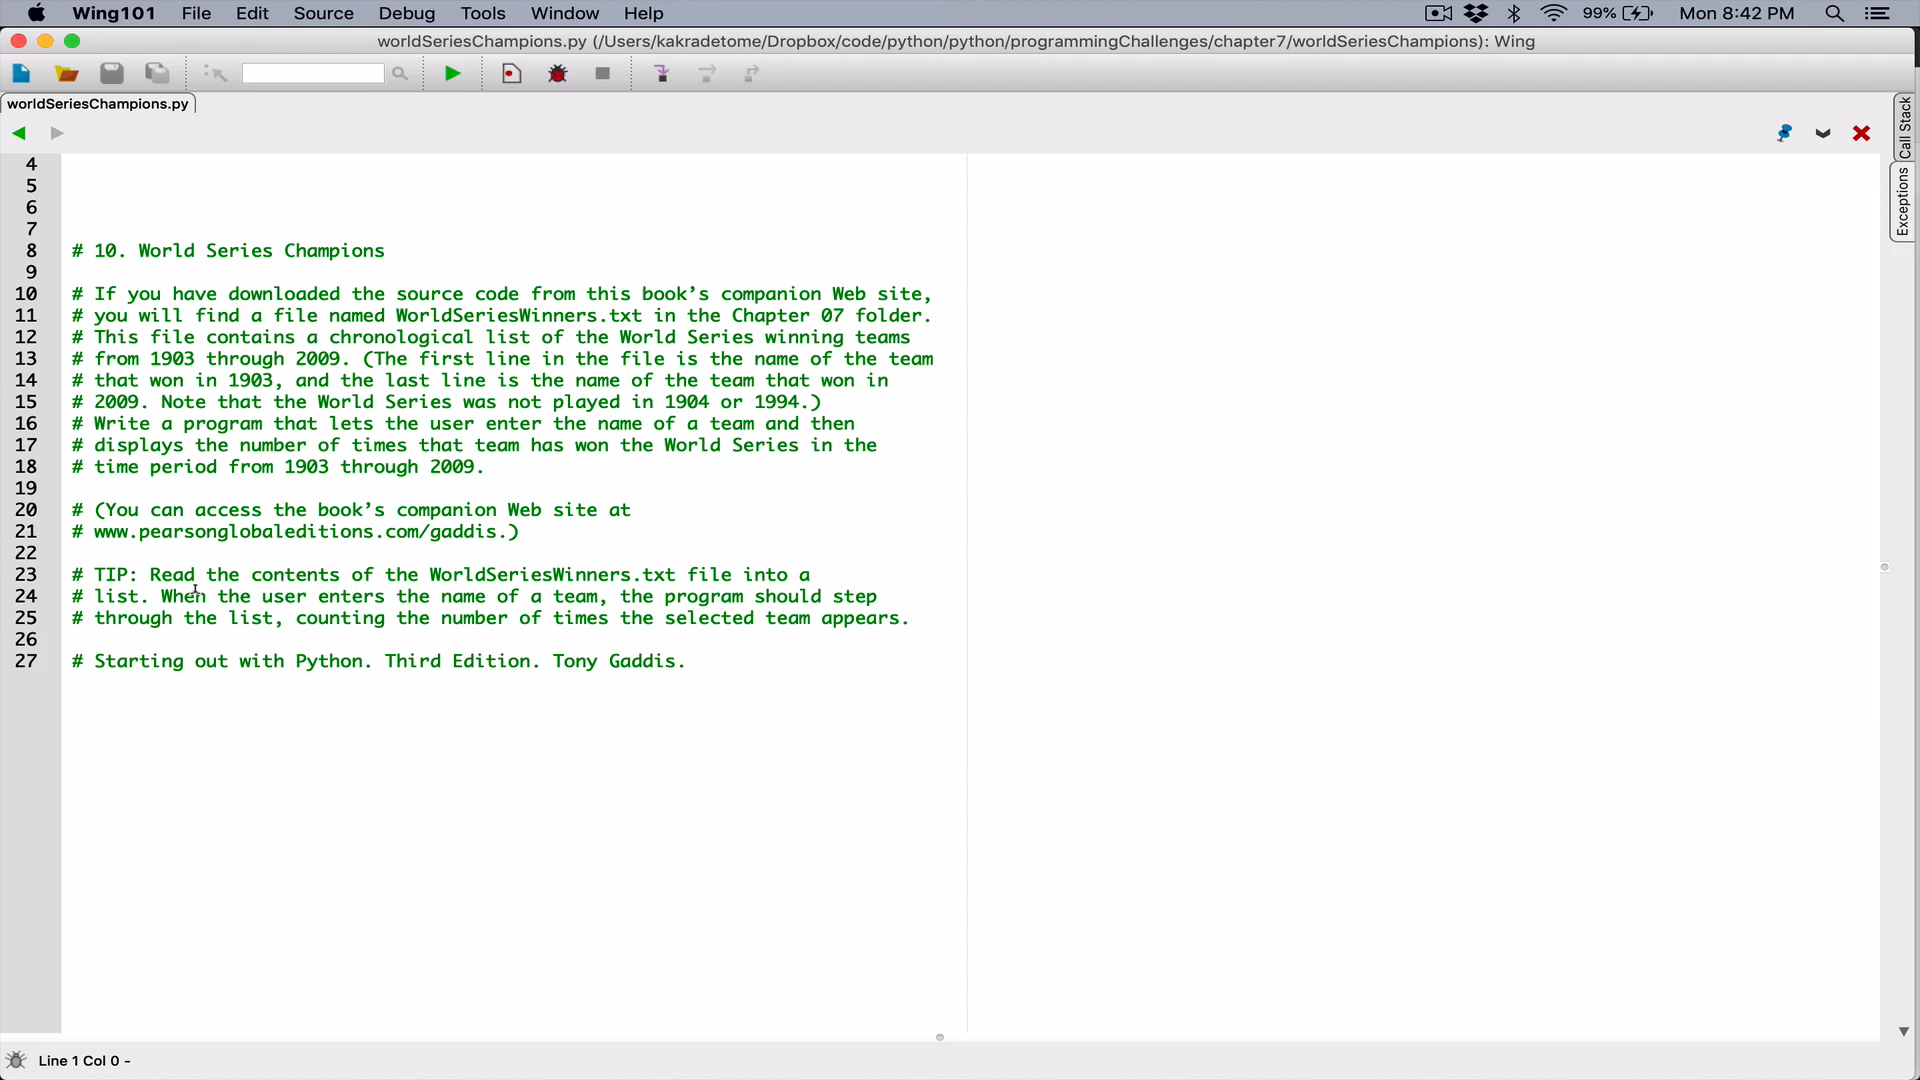 Wing101 File Edit Source Debug Tools Window Help 99% Mon 8:42 PM
worldSeriesChampions.py (/Users/kakradetome/Dropbox/code/python/python/programmingChallenges/chapter7/worldSeriesChampions): Wing
worldSeriesChampions.py
Call Stack
Exceptions
4
5
6
7
8 # 10. World Series Champions
9
10 # If you have downloaded the source code from this book’s companion Web site,
11 # you will find a file named WorldSeriesWinners.txt in the Chapter 07 folder.
12 # This file contains a chronological list of the World Series winning teams
13 # from 1903 through 2009. (The first line in the file is the name of the team
14 # that won in 1903, and the last line is the name of the team that won in
15 # 2009. Note that the World Series was not played in 1904 or 1994.)
16 # Write a program that lets the user enter the name of a team and then
17 # displays the number of times that team has won the World Series in the
18 # time period from 1903 through 2009.
19
20 # (You can access the book’s companion Web site at
21 # www.pearsonglobaleditions.com/gaddis.)
22
23 # TIP: Read the contents of the WorldSeriesWinners.txt file into a
24 # list. When the user enters the name of a team, the program should step
25 # through the list, counting the number of times the selected team appears.
26
27 # Starting out with Python. Third Edition. Tony Gaddis.
Line 1 Col 0 -